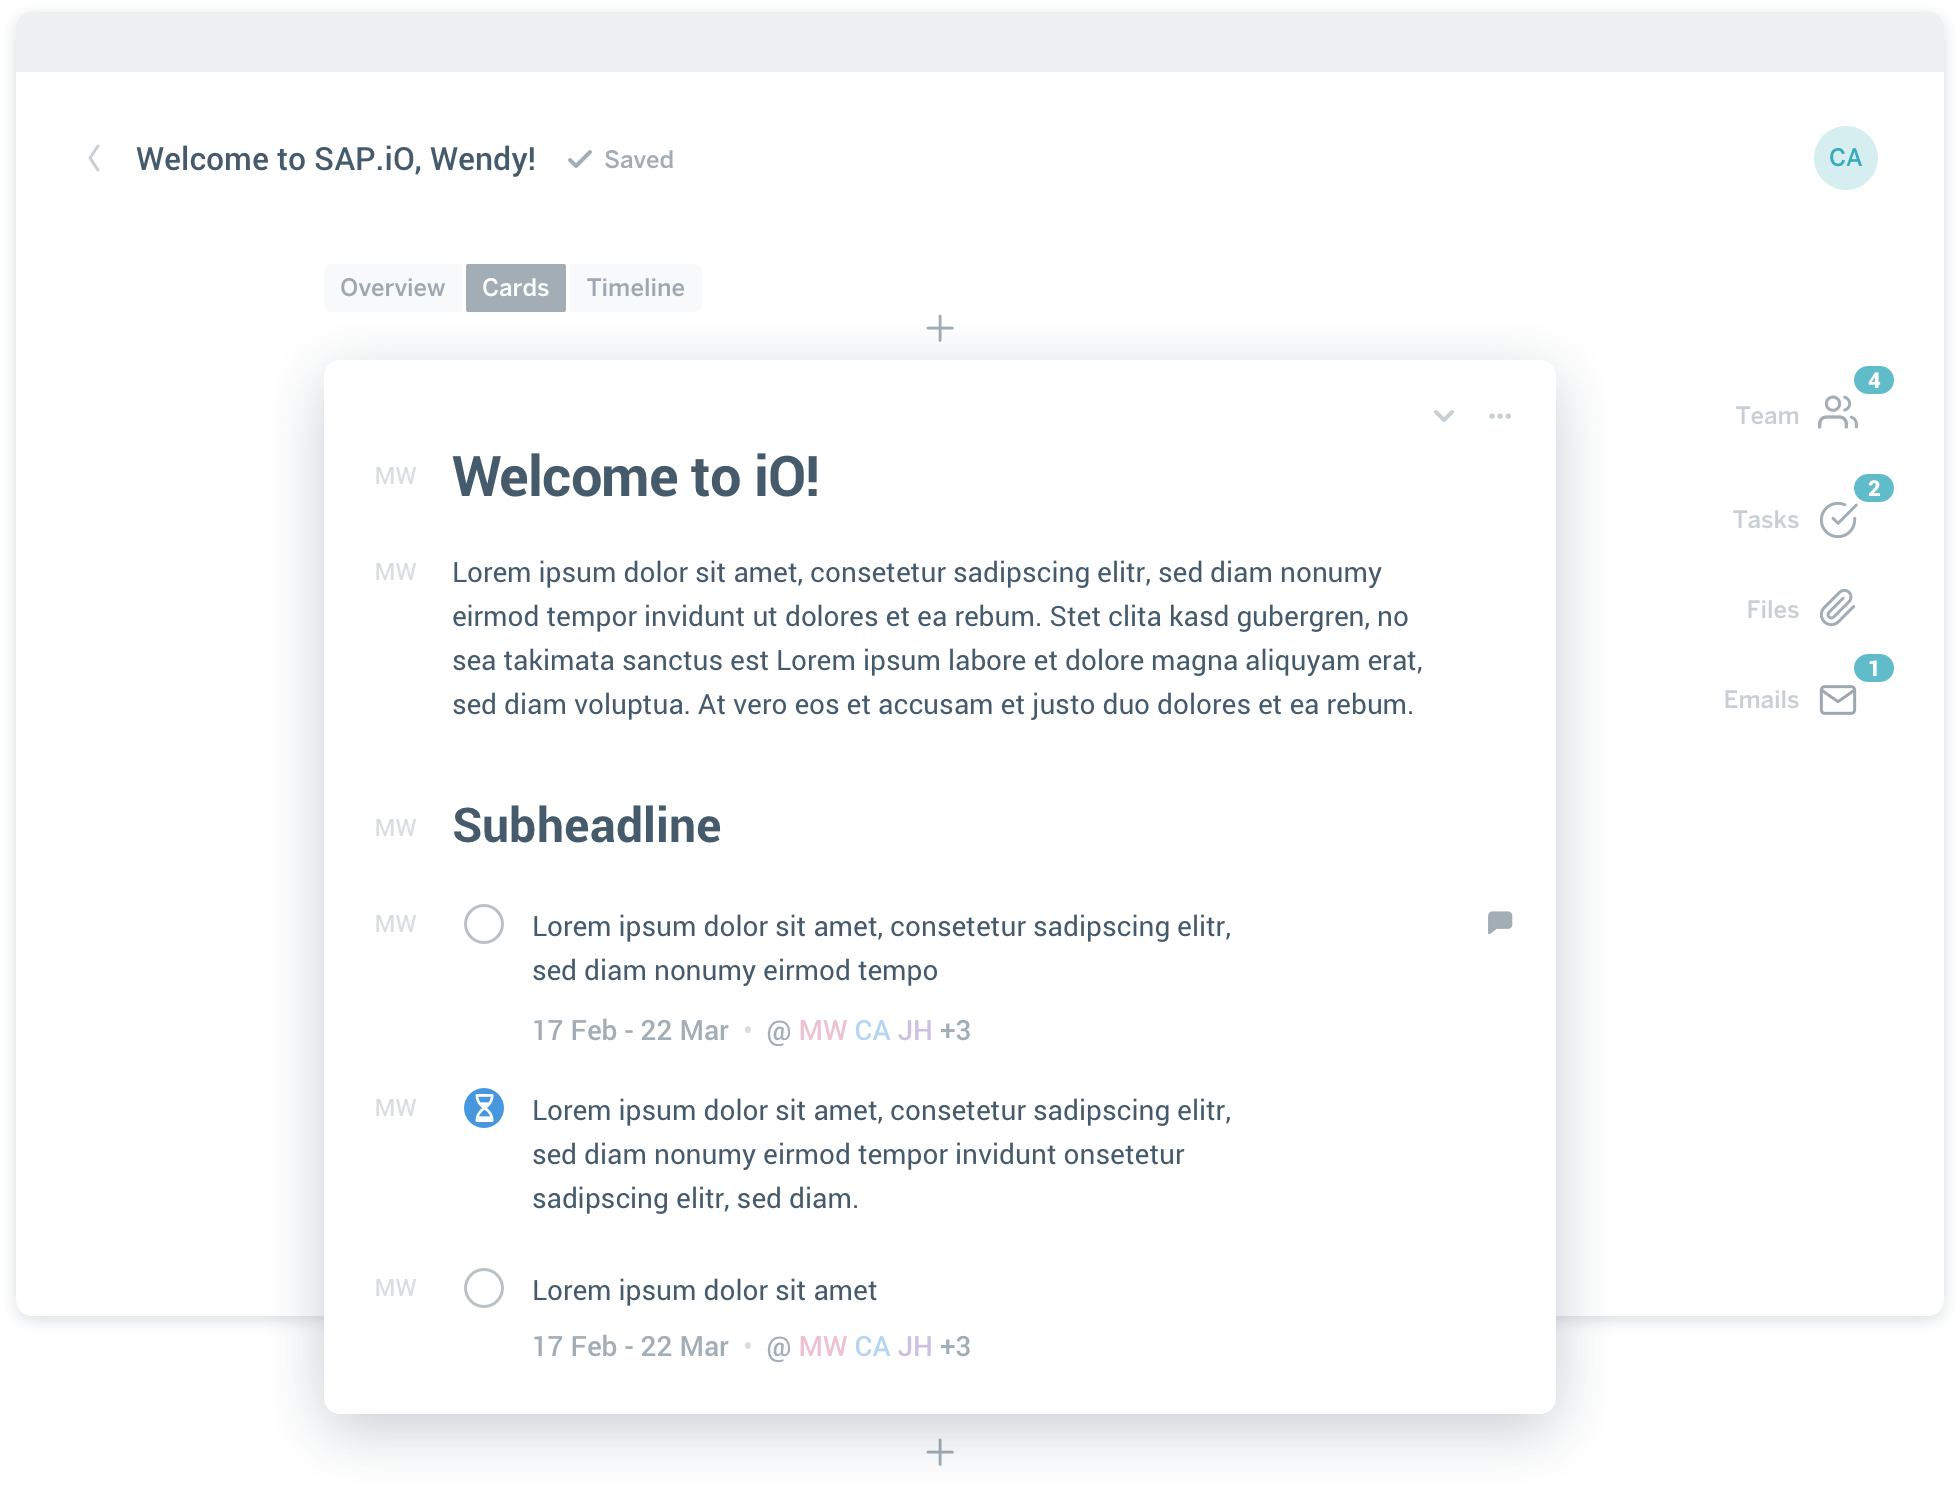 Welcome to SAP.iO, Wendy! Saved
CA
Overview Cards Timeline
MW Welcome to iO!
MW Lorem ipsum dolor sit amet, consetetur sadipscing elitr, sed diam nonumy
eirmod tempor invidunt ut dolores et ea rebum. Stet clita kasd gubergren, no
sea takimata sanctus est Lorem ipsum labore et dolore magna aliquyam erat,
sed diam voluptua. At vero eos et accusam et justo duo dolores et ea rebum.
MW Subheadline
MW Lorem ipsum dolor sit amet, consetetur sadipscing elitr,
sed diam nonumy eirmod tempo
17 Feb - 22 Mar • @ MW CA JH +3
MW Lorem ipsum dolor sit amet, consetetur sadipscing elitr,
sed diam nonumy eirmod tempor invidunt onsetetur
sadipscing elitr, sed diam.
MW Lorem ipsum dolor sit amet
17 Feb - 22 Mar • @ MW CA JH +3
Team 4
Tasks 2
Files
Emails 1